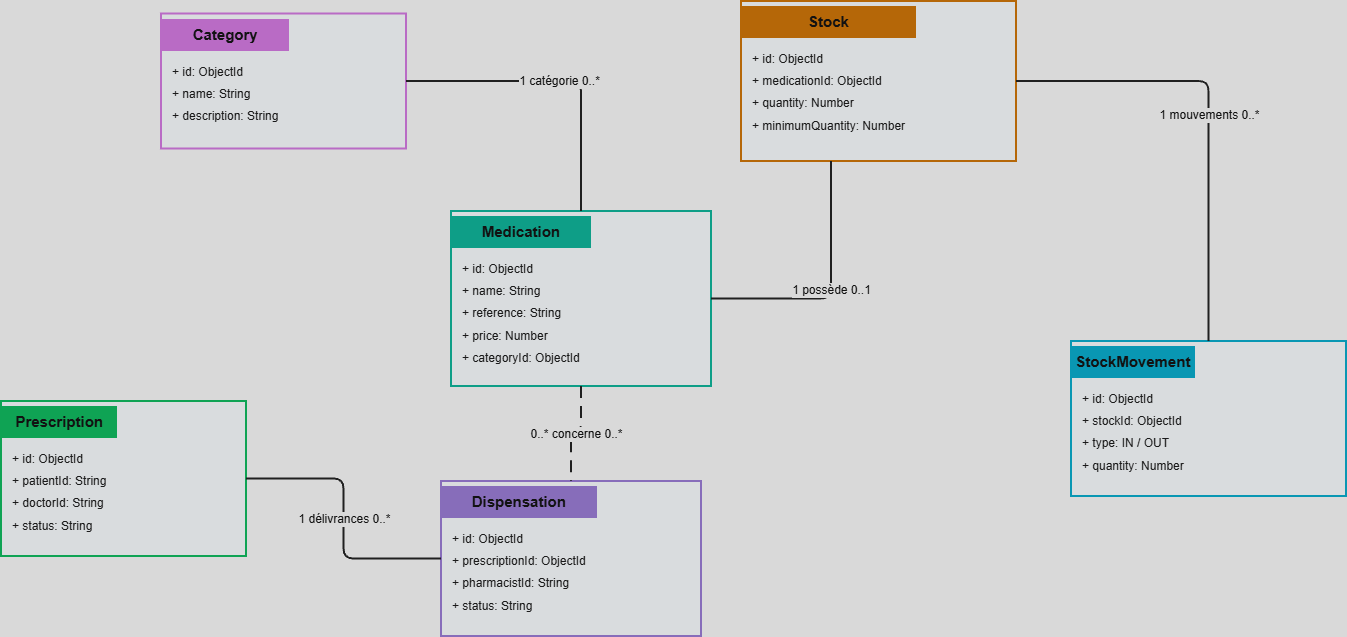 Category
+ id: ObjectId
+ name: String
+ description: String
1 catégorie 0..*
Stock
+ id: ObjectId
+ medicationId: ObjectId
+ quantity: Number
+ minimumQuantity: Number
1 mouvements 0..*
Medication
+ id: ObjectId
+ name: String
+ reference: String
+ price: Number
+ categoryId: ObjectId
1 possède 0..1
StockMovement
+ id: ObjectId
+ stockId: ObjectId
+ type: IN / OUT
+ quantity: Number
Prescription
+ id: ObjectId
+ patientId: String
+ doctorId: String
+ status: String
0..* concerne 0..*
1 délivrances 0..*
Dispensation
+ id: ObjectId
+ prescriptionId: ObjectId
+ pharmacistId: String
+ status: String